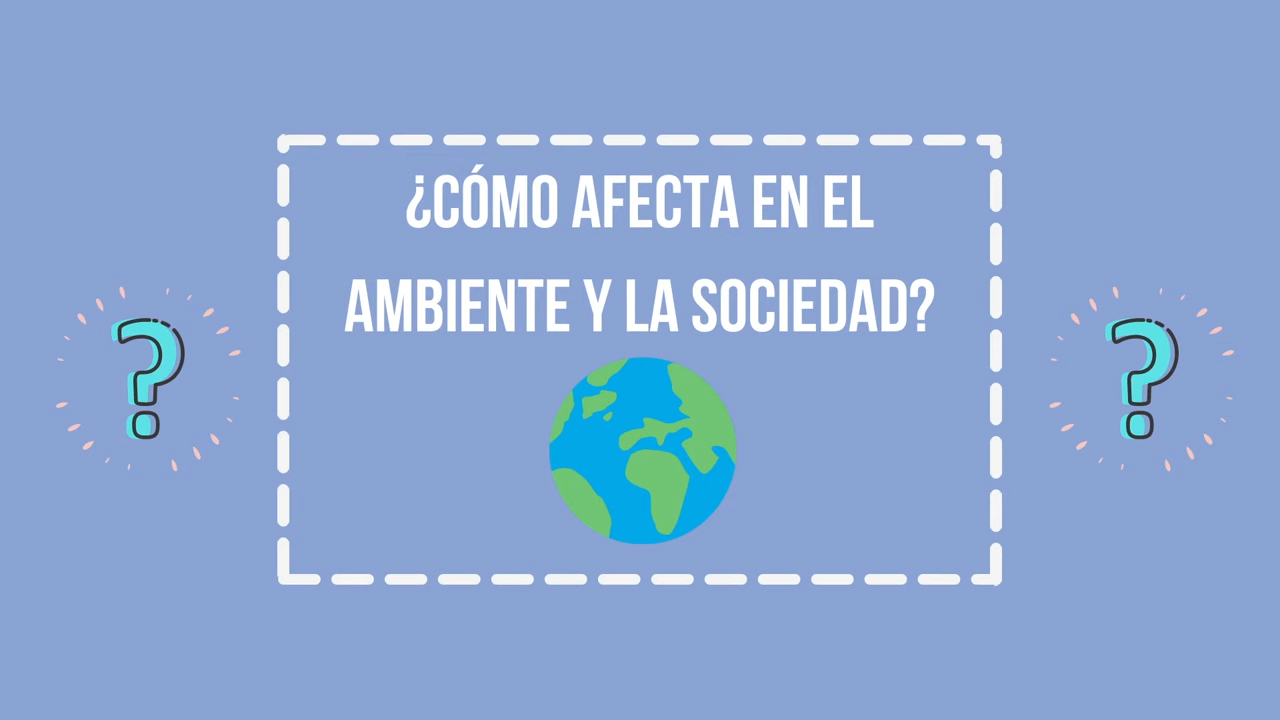 ¿CÓMO AFECTA EN EL
AMBIENTE Y LA SOCIEDAD?
?
?